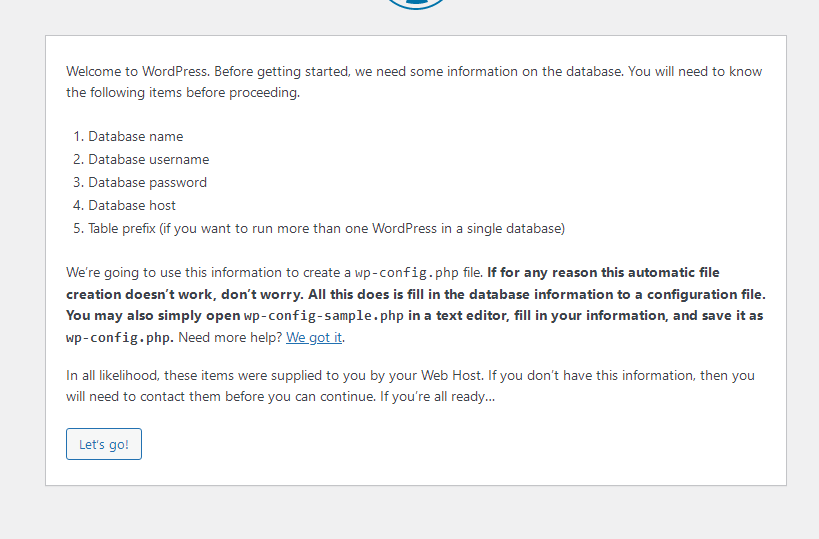 Welcome to WordPress. Before getting started, we need some information on the database. You will need to know
the following items before proceeding.
1. Database name
2. Database username
3. Database password
4. Database host
5. Table prefix (if you want to run more than one WordPress in a single database)
We're going to use this information to create a wp-config.php file. If for any reason this automatic file
creation doesn't work, don't worry. All this does is fill in the database information to a configuration file.
You may also simply open wp-config-sample.php in a text editor, fill in your information, and save it as
wp-config.php. Need more help? We got it.
In all likelihood, these items were supplied to you by your Web Host. If you don't have this information, then you
will need to contact them before you can continue. If you're all ready…
Let's go!